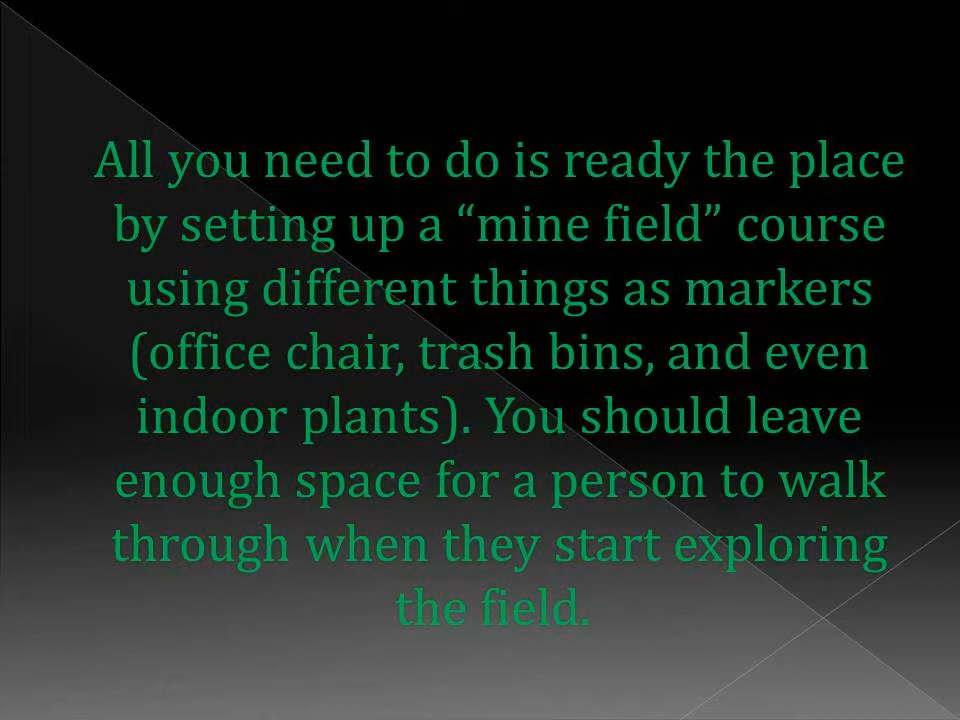 All you need to do is ready the place
by setting up a “mine field” course
using different things as markers
(office chair, trash bins, and even
indoor plants). You should leave
enough space for a person to walk
through when they start exploring
the field.